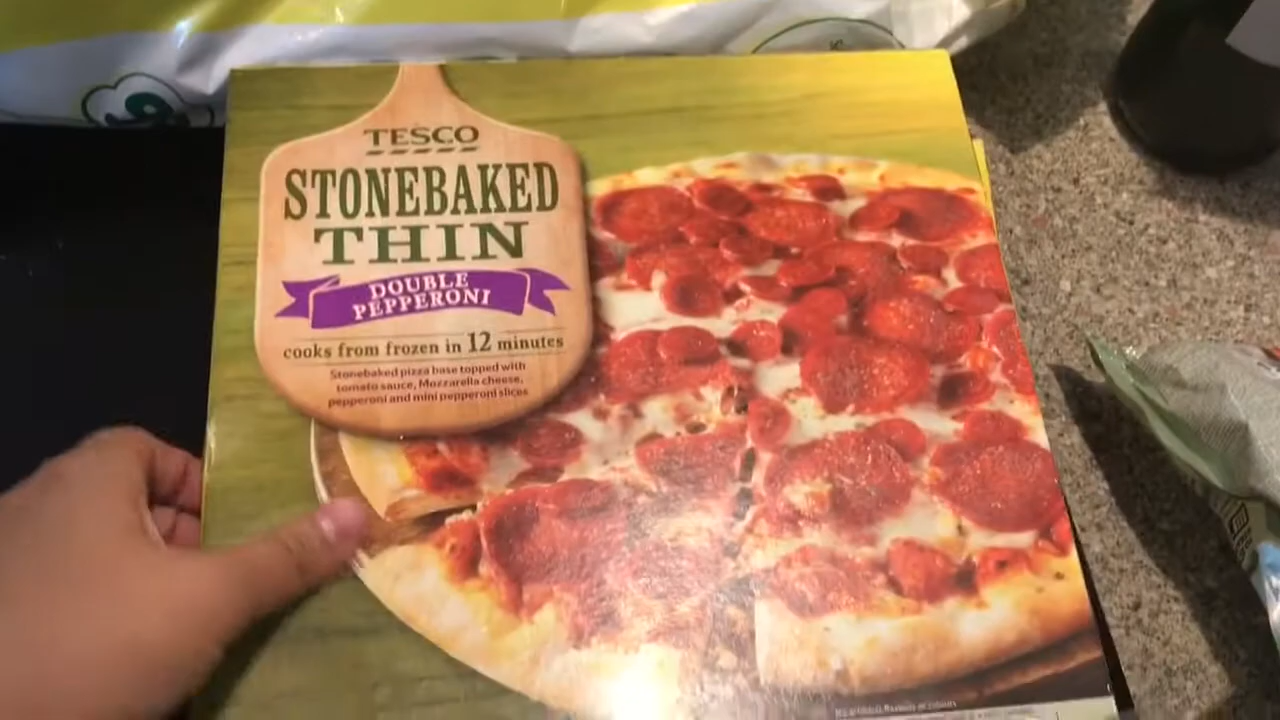 TESCO
STONEBAKED
THIN
DOUBLE
PEPPERONI
cooks from frozen in 12 minutes
Stonebaked pizza base topped with
tomato sauce, Mozzarella cheese,
pepperoni and mini pepperoni slices